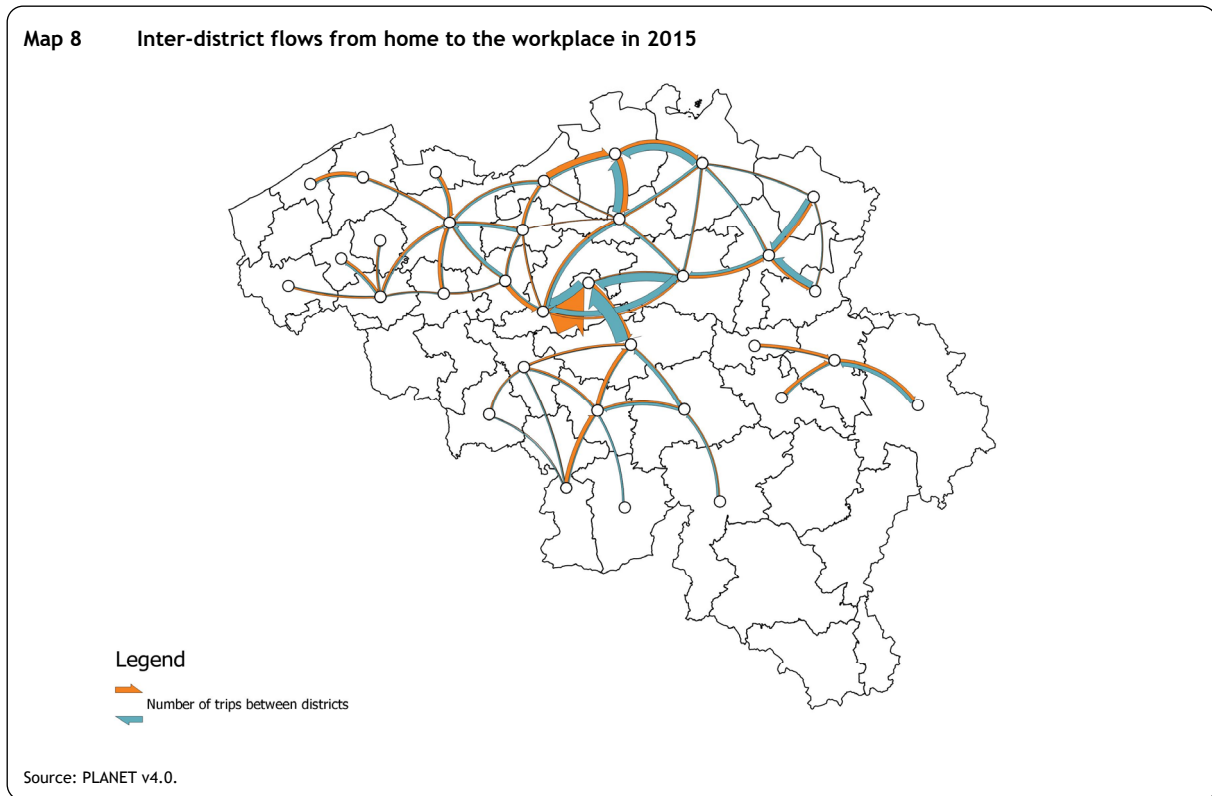 Map 8 Inter-district flows from home to the workplace in 2015
Legend
Number of trips between districts
Source: PLANET v4.0.